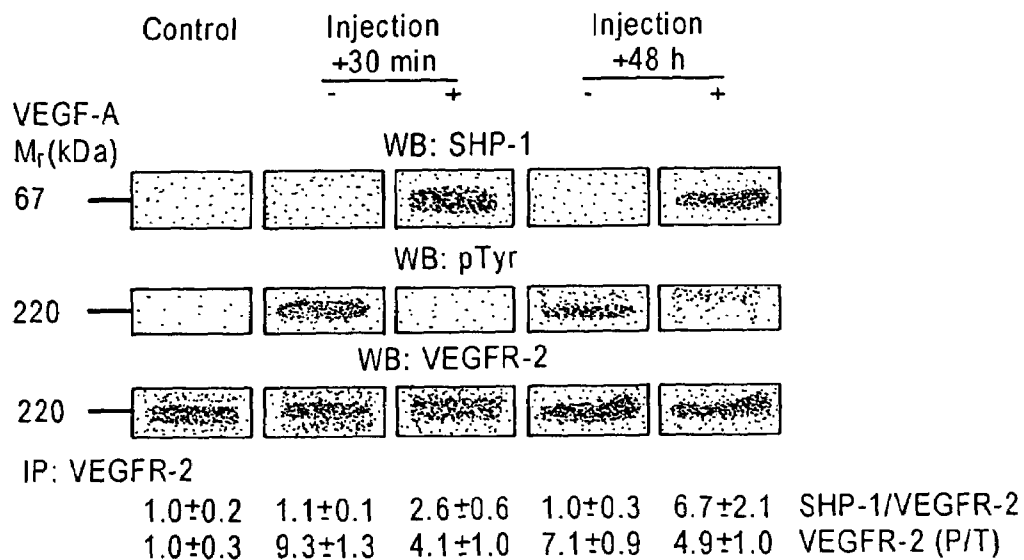 Control Injection +30 min Injection +48 h
VEGF-A - + - +
Mr(kDa)
WB: SHP-1
67
WB: pTyr
220
WB: VEGFR-2
220
IP: VEGFR-2
1.0±0.2 1.1±0.1 2.6±0.6 1.0±0.3 6.7±2.1 SHP-1/VEGFR-2
1.0±0.3 9.3±1.3 4.1±1.0 7.1±0.9 4.9±1.0 VEGFR-2 (P/T)